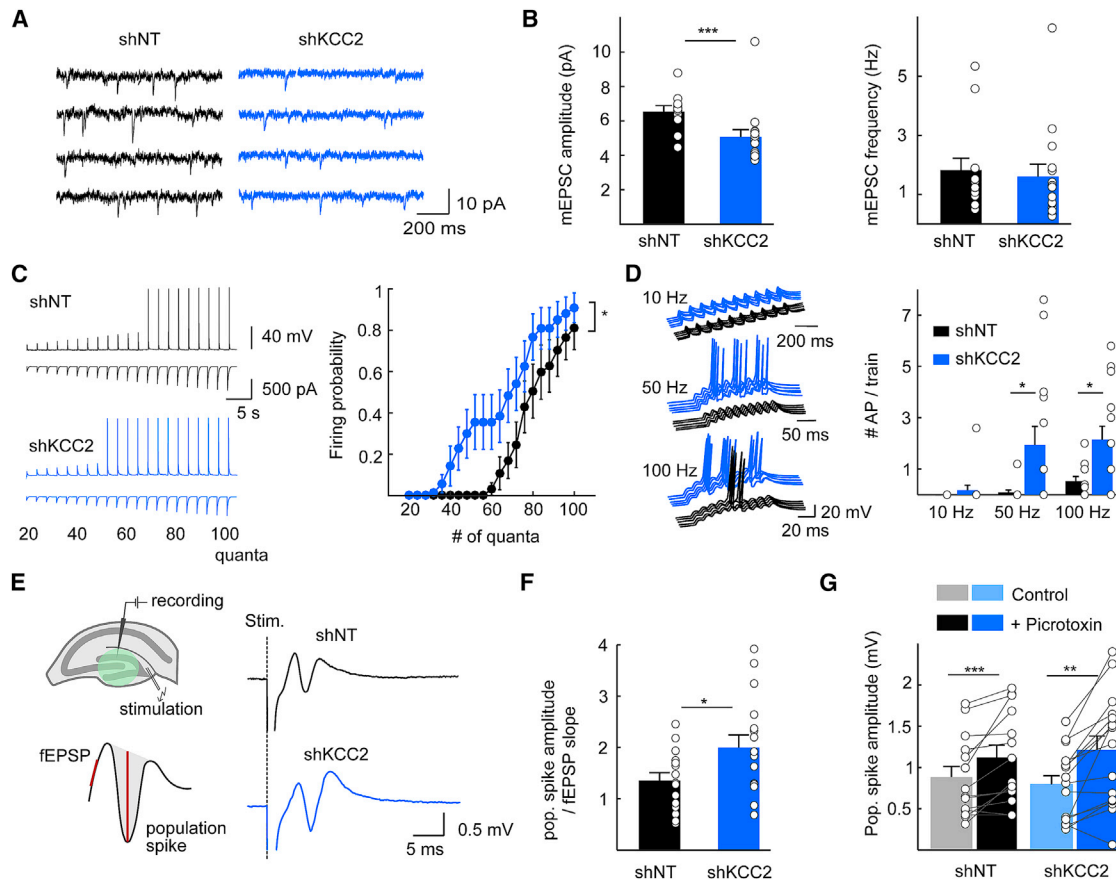 A
shNT
shKCC2
10 pA
200 ms
B
mEPSC amplitude (pA)
10
8
6
4
2
***
shNT
shKCC2
mEPSC frequency (Hz)
5
3
1
shNT
shKCC2
C
shNT
40 mV
500 pA
5 s
shKCC2
20 40 60 80 100
quanta
Firing probability
1
0.8
0.6
0.4
0.2
*
20
60
100
# of quanta
D
10 Hz
200 ms
50 Hz
50 ms
100 Hz
20 mV
20 ms
# AP / train
7
5
3
1
shNT
shKCC2
*
*
10 Hz
50 Hz
100 Hz
E
recording
stimulation
fEPSP
population
spike
Stim.
shNT
shKCC2
0.5 mV
5 ms
F
pop. spike amplitude
/ fEPSP slope
4
3
2
1
*
shNT
shKCC2
G
Control
+ Picrotoxin
Pop. spike amplitude (mV)
2
1.5
1
0.5
***
**
shNT
shKCC2